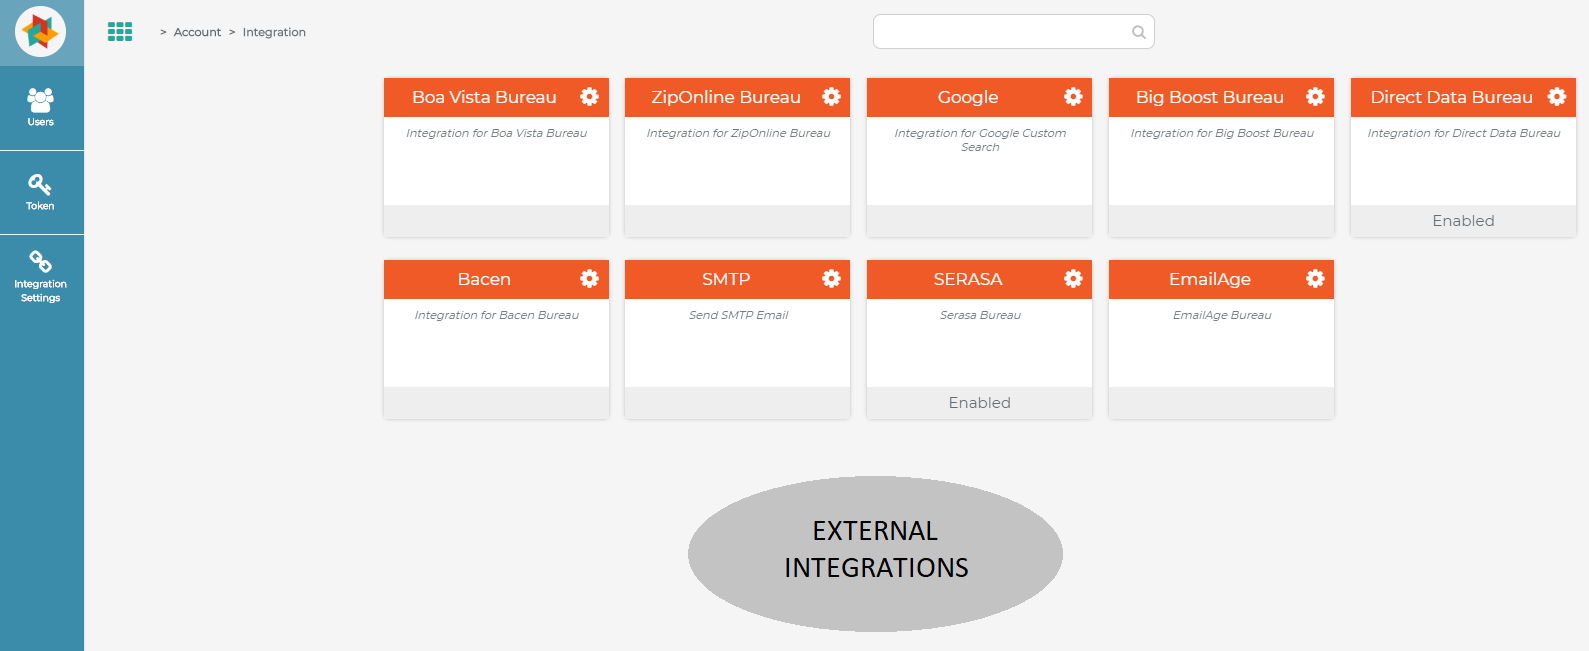 > Account > Integration
Users
Token
Integration
Settings
Boa Vista Bureau
Integration for Boa Vista Bureau
ZipOnline Bureau
Integration for ZipOnline Bureau
Google
Integration for Google Custom
Search
Big Boost Bureau
Integration for Big Boost Bureau
Direct Data Bureau
Integration for Direct Data Bureau
Enabled
Bacen
Integration for Bacen Bureau
SMTP
Send SMTP Email
SERASA
Serasa Bureau
Enabled
EmailAge
EmailAge Bureau
EXTERNAL
INTEGRATIONS